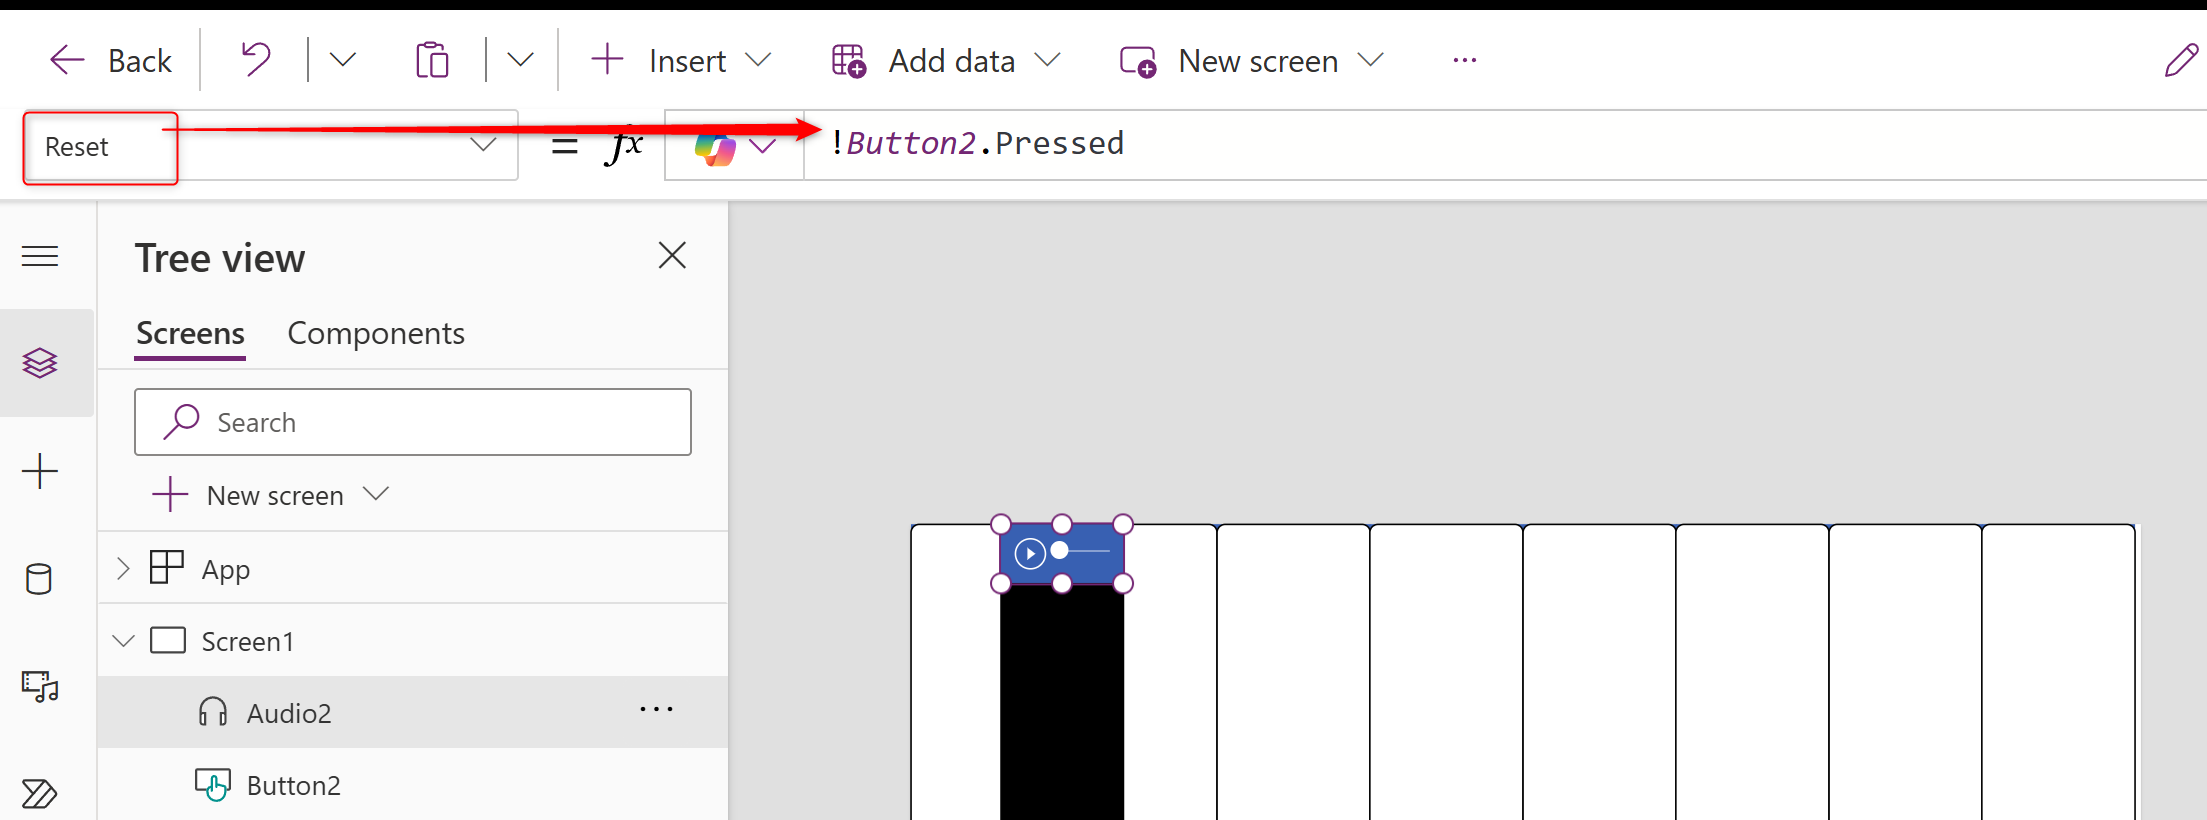 Back
Insert
Add data
New screen
...
Reset
= fx
!Button2.Pressed
Tree view
Screens
Components
Search
New screen
App
Screen1
Audio2
...
Button2